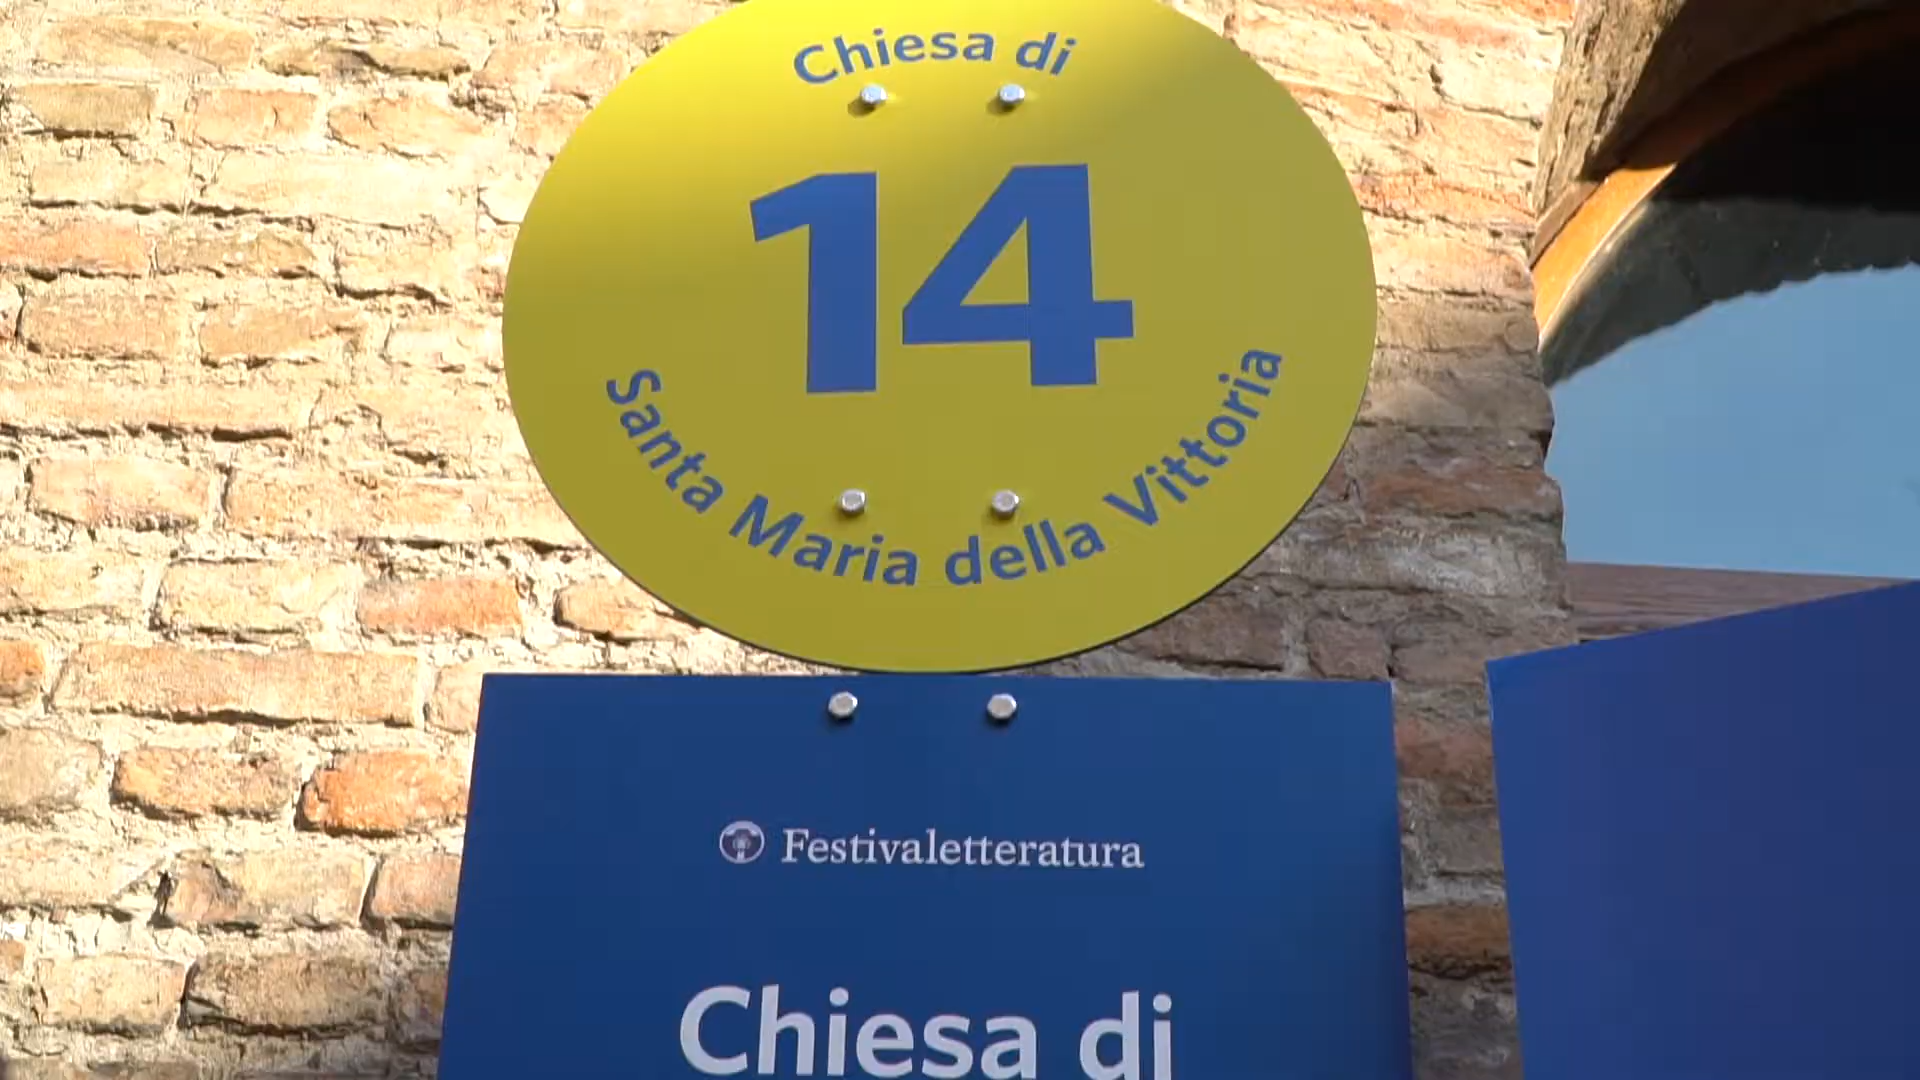 Chiesa di
14
Santa Maria della Vittoria
Festivaletteratura
Chiesa di